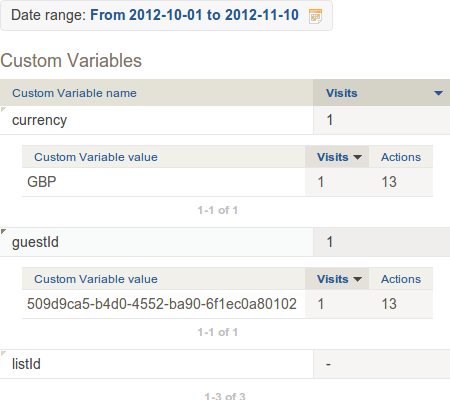 Date range: From 2012-10-01 to 2012-11-10
Custom Variables
Custom Variable name Visits
currency 1
Custom Variable value Visits Actions
GBP 1 13
1-1 of 1
guestId 1
Custom Variable value Visits Actions
509d9ca5-b4d0-4552-ba90-6f1ec0a80102 1 13
1-1 of 1
listId -
1-3 of 3